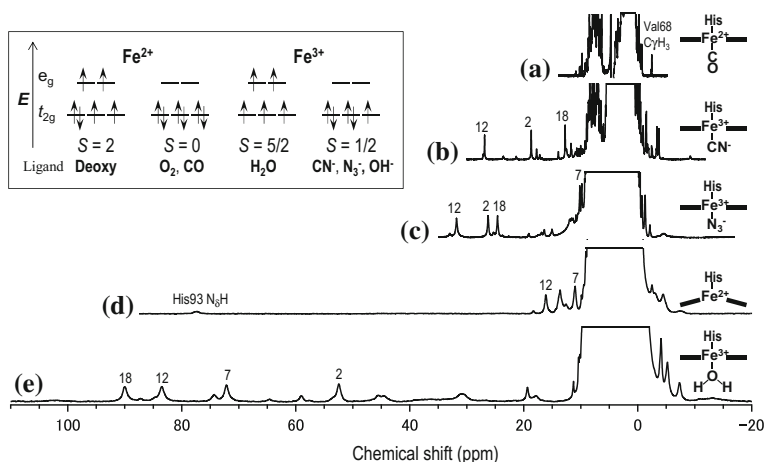 Fe2+ Fe3+
E
eg
t2g
S = 2 S = 0 S = 5/2 S = 1/2
Ligand Deoxy O2, CO H2O CN-, N3-, OH-
Val68
CγH3
(a)
His
Fe2+
C
O
12 2 18
(b)
His
Fe3+
CN-
12 2 18 7
(c)
His
Fe3+
N3-
His93 NδH
12 7
(d)
His
Fe2+
18 12 7 2
(e)
His
Fe3+
O
H H
100 80 60 40 20 0 -20
Chemical shift (ppm)